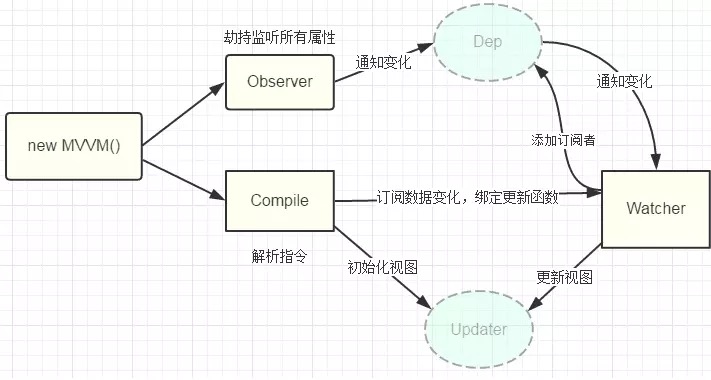 劫持监听所有属性
Dep
Observer
通知变化
通知变化
new MVVM()
添加订阅者
Compile
订阅数据变化，绑定更新函数
Watcher
解析指令
初始化视图
更新视图
Updater